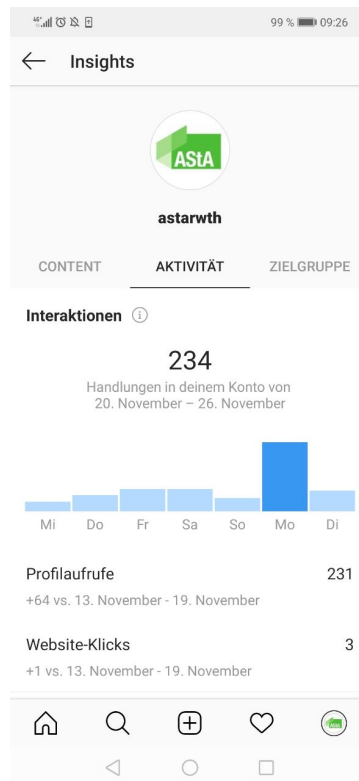 99 % 09:26
Insights
AStA
astarwth
CONTENT AKTIVITÄT ZIELGRUPPE
Interaktionen
234
Handlungen in deinem Konto von
20. November – 26. November
Mi Do Fr Sa So Mo Di
Profilaufrufe 231
+64 vs. 13. November - 19. November
Website-Klicks 3
+1 vs. 13. November - 19. November